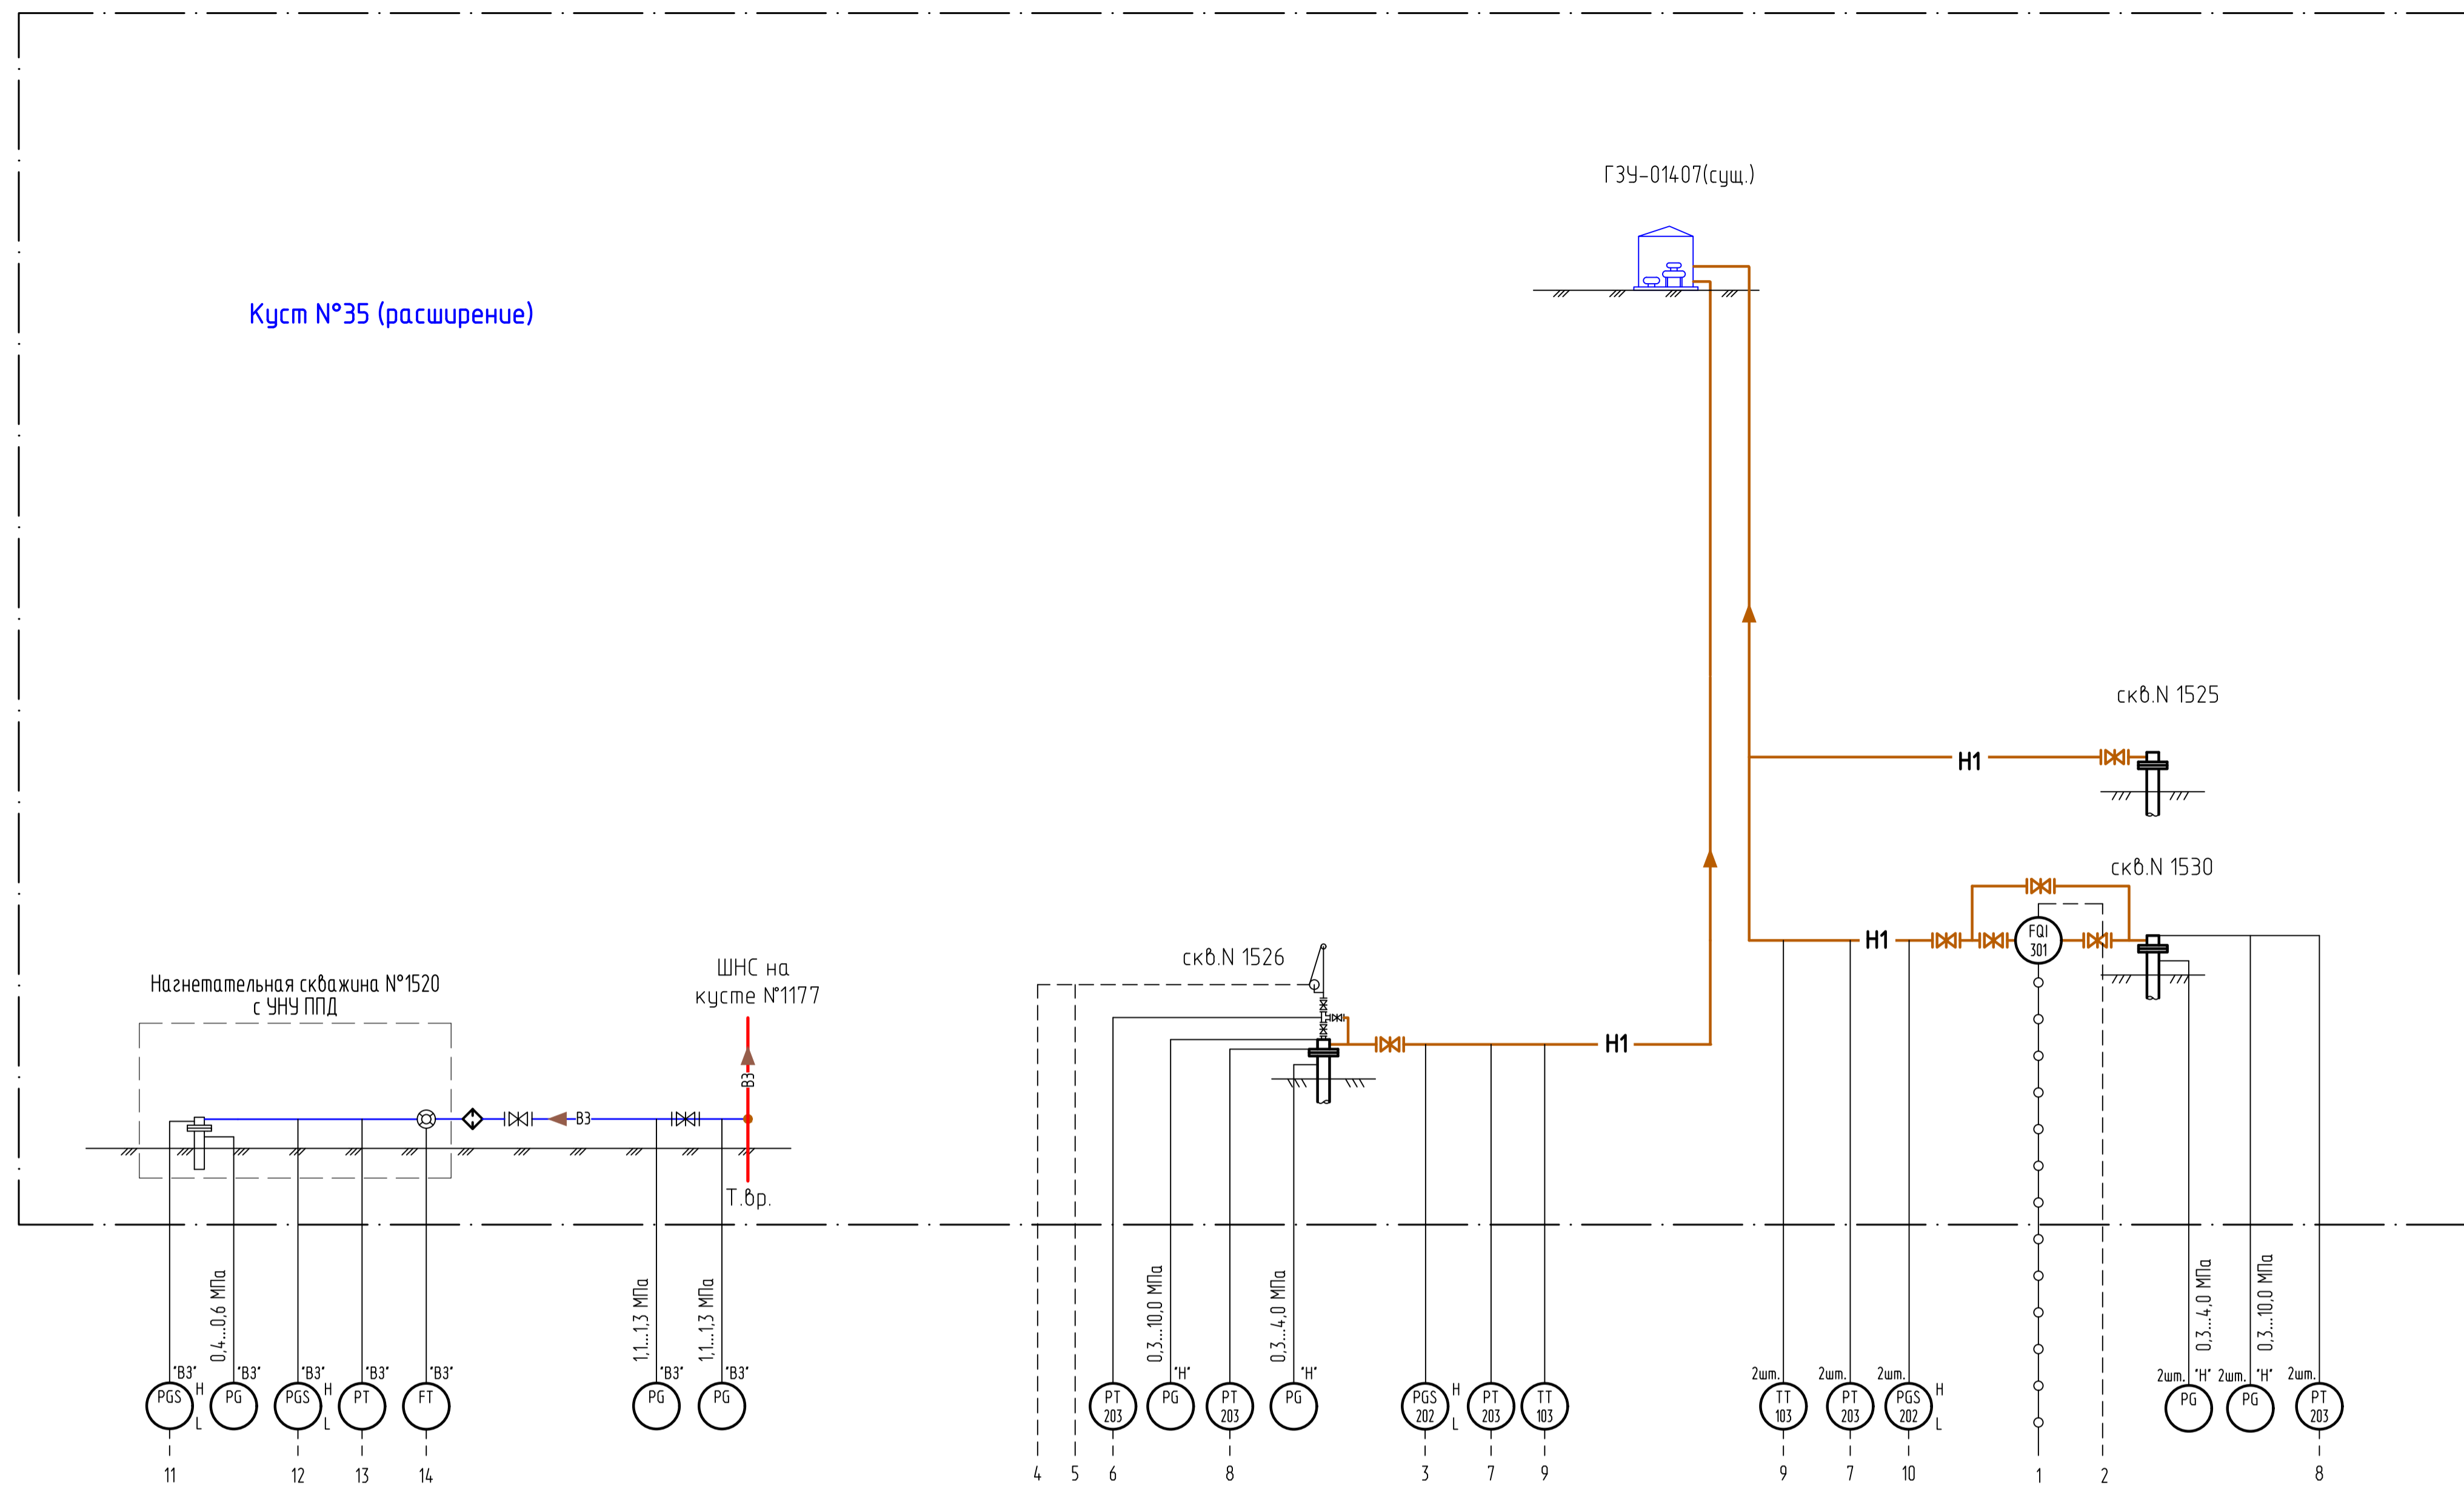 ГЗУ-01407(сущ.)
Куст N°35 (расширение)
скв.N 1525
H1
скв.N 1530
FQI
301
H1
скв.N 1526
ШНС на
кусте N°1177
Нагнетательная скважина N°1520
с УНУ ППД
H1
В3
В3
Т.вр.
0,4...0,6 МПа
1,1...1,3 МПа
1,1...1,3 МПа
0,3...10,0 МПа
0,3...4,0 МПа
0,3...4,0 МПа
0,3...10,0 МПа
"В3"
PGS
H
L
"В3"
PG
"В3"
PGS
H
L
"В3"
PT
"В3"
FT
"В3"
PG
"В3"
PG
PT
203
"Н"
PG
PT
203
"Н"
PG
PGS
202
H
L
PT
203
TT
103
2шт.
TT
103
2шт.
PT
203
2шт.
PGS
202
H
L
2шт. "Н"
PG
2шт. "Н"
PG
2шт.
PT
203
11 12 13 14 4 5 6 8 3 7 9 9 7 10 1 2 8